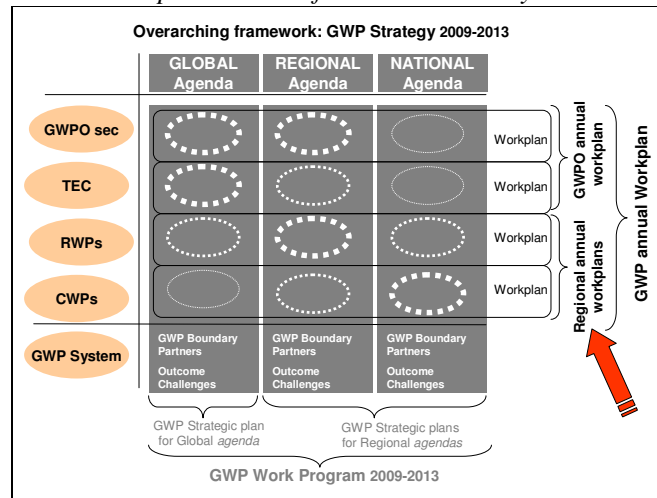 Overarching framework: GWP Strategy 2009-2013
GLOBAL
Agenda
REGIONAL
Agenda
NATIONAL
Agenda
GWPO sec
Workplan
TEC
Workplan
RWPs
Workplan
CWPs
Workplan
GWPO annual
workplan
Regional annual
workplans
GWP annual Workplan
GWP System
GWP Boundary
Partners
Outcome
Challenges
GWP Boundary
Partners
Outcome
Challenges
GWP Boundary
Partners
Outcome
Challenges
GWP Strategic plan
for Global agenda
GWP Strategic plans
for Regional agendas
GWP Work Program 2009-2013